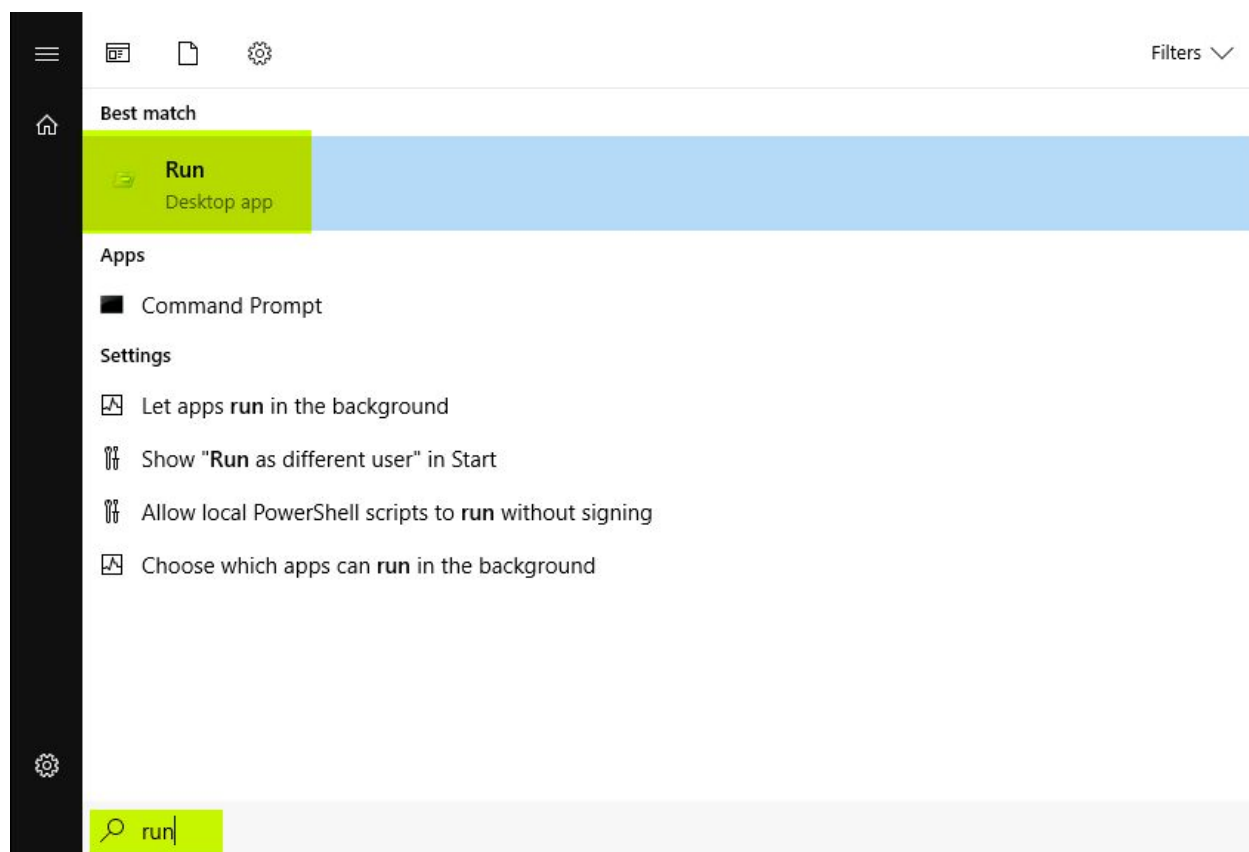 Filters
Best match
Run
Desktop app
Apps
Command Prompt
Settings
Let apps run in the background
Show "Run as different user" in Start
Allow local PowerShell scripts to run without signing
Choose which apps can run in the background
run